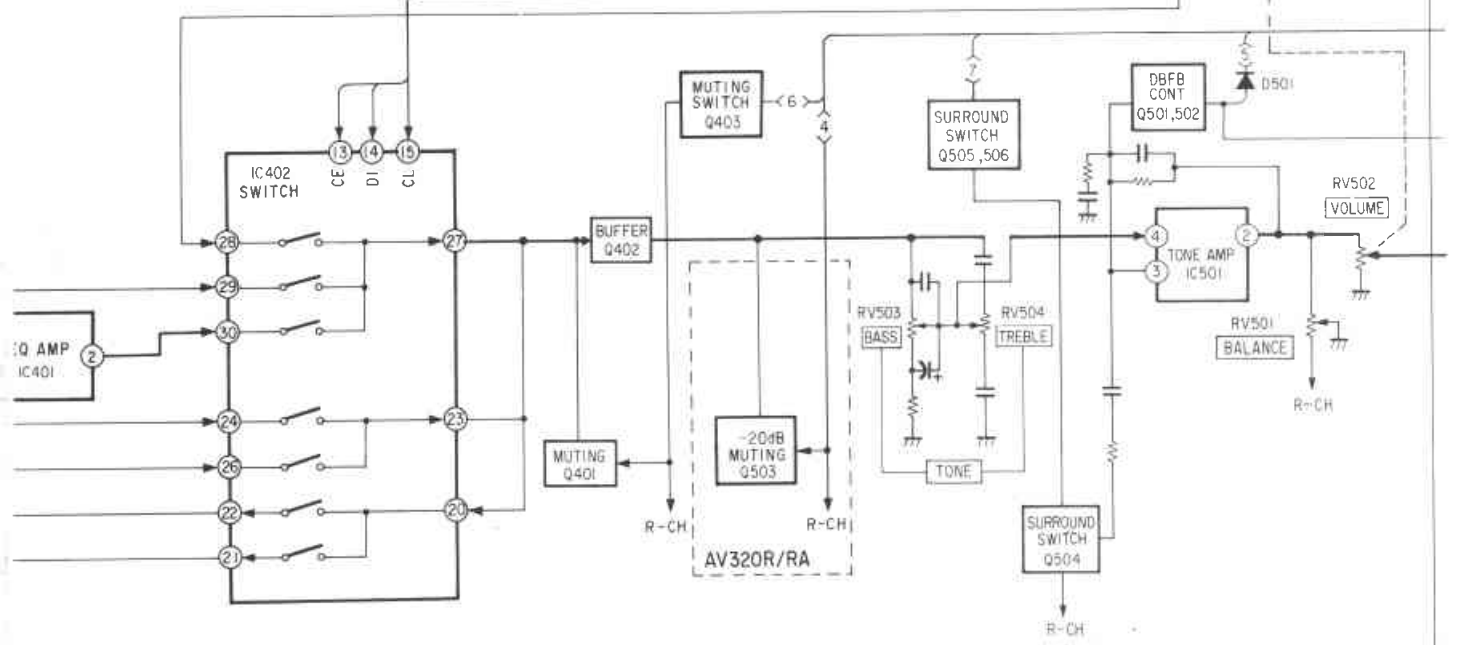 MUTING
SWITCH
Q403
6
4
7
5
D501
DBFB
CONT
Q501,502
SURROUND
SWITCH
Q505,506
13
14
15
CE
DI
CL
IC402
SWITCH
28
27
29
30
24
23
26
22
20
21
EQ AMP
IC401
2
BUFFER
Q402
MUTING
Q401
R-CH
-20dB
MUTING
Q503
R-CH
AV320R/RA
RV503
BASS
RV504
TREBLE
TONE
4
2
3
TONE AMP
IC501
RV502
VOLUME
RV501
BALANCE
R-CH
SURROUND
SWITCH
Q504
R-CH